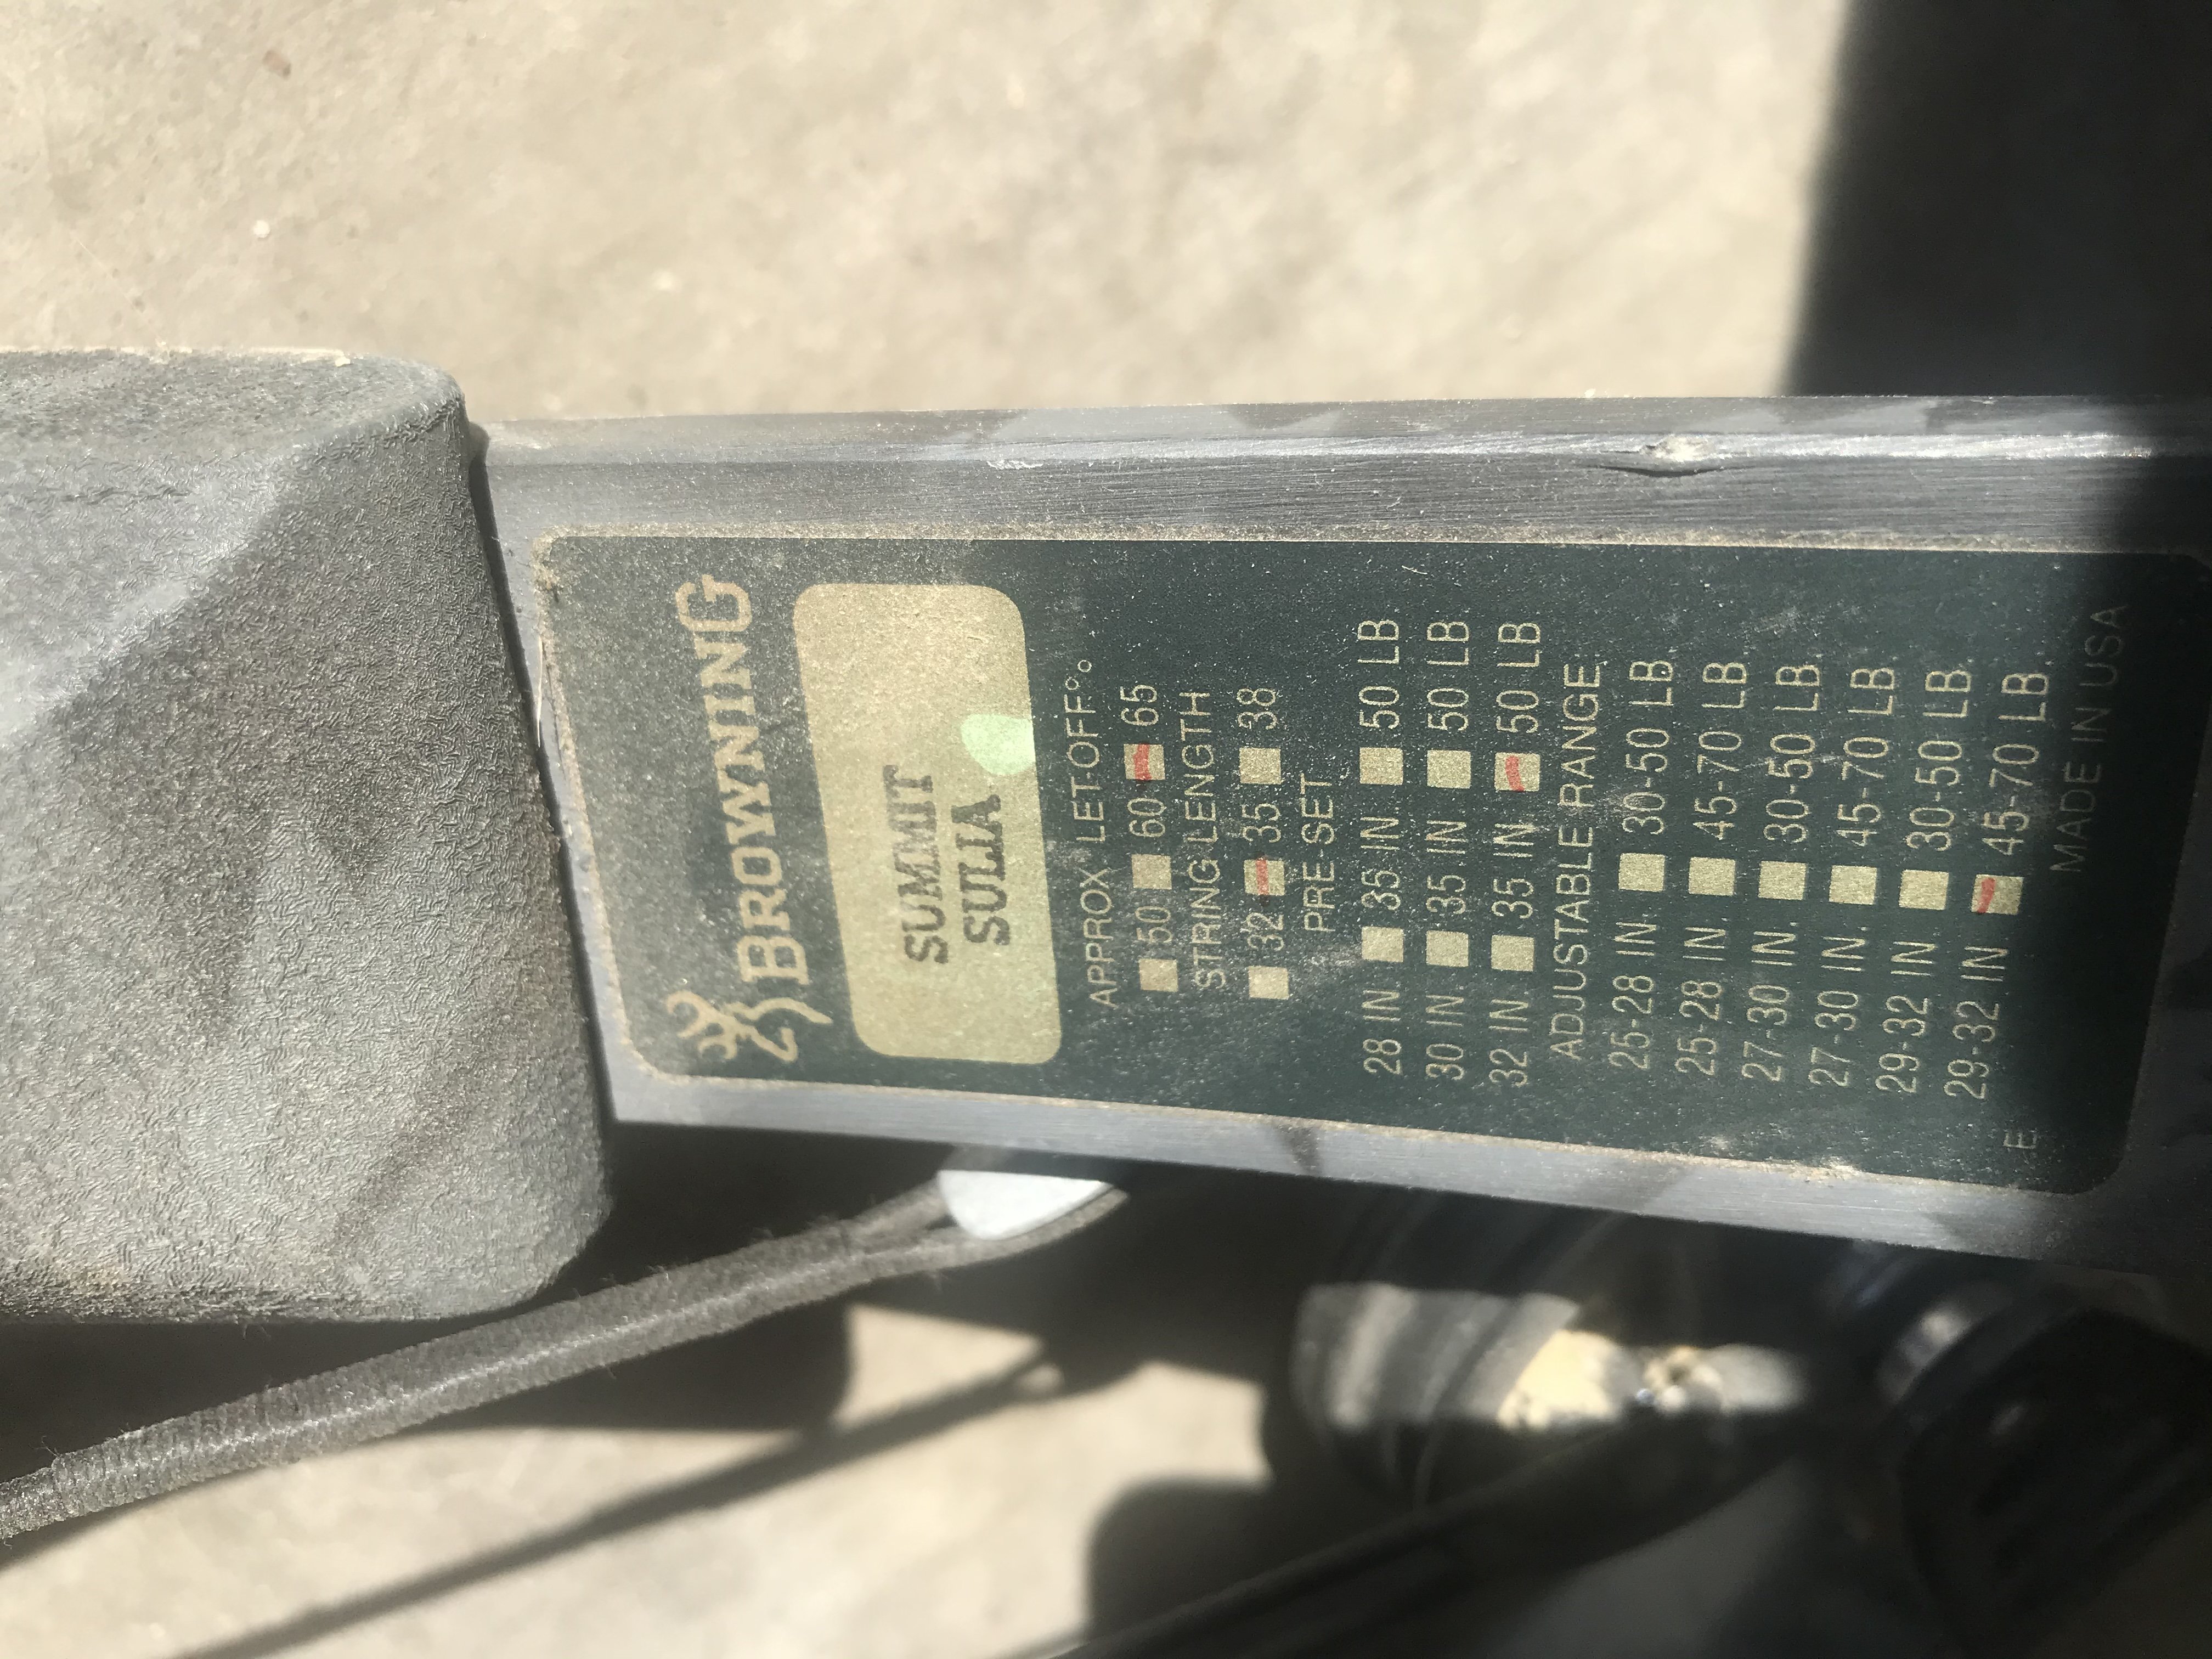 BROWNING
SUMMIT
SULIA
APPROX LET-OFF%
50 60 65
STRING LENGTH
32 35 38
PRE-SET
28 IN. 35 IN. 50 LB.
30 IN. 35 IN. 50 LB.
32 IN. 35 IN. 50 LB.
ADJUSTABLE RANGE
25-28 IN. 30-50 LB.
25-28 IN. 45-70 LB.
27-30 IN. 30-50 LB.
27-30 IN. 45-70 LB.
29-32 IN. 30-50 LB.
29-32 IN 45-70 LB.
E MADE IN USA